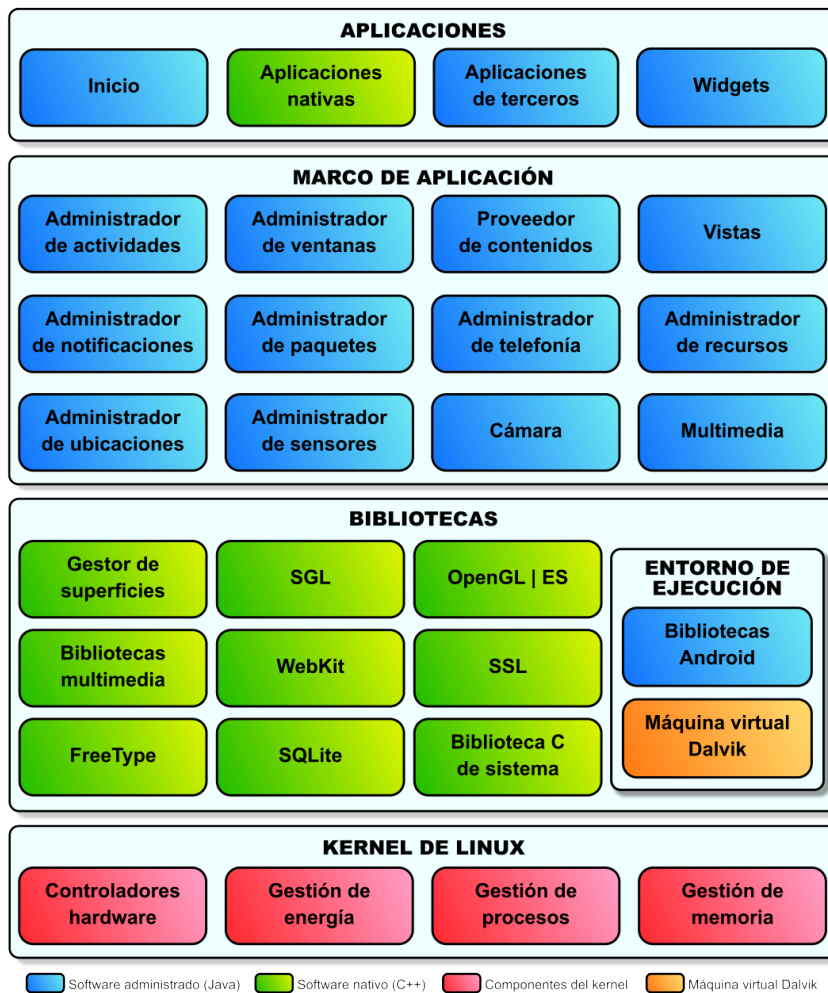 APLICACIONES
Inicio
Aplicaciones
nativas
Aplicaciones
de terceros
Widgets
MARCO DE APLICACIÓN
Administrador
de actividades
Administrador
de ventanas
Proveedor
de contenidos
Vistas
Administrador
de notificaciones
Administrador
de paquetes
Administrador
de telefonía
Administrador
de recursos
Administrador
de ubicaciones
Administrador
de sensores
Cámara
Multimedia
BIBLIOTECAS
Gestor de
superficies
SGL
OpenGL | ES
Bibliotecas
multimedia
WebKit
SSL
FreeType
SQLite
Biblioteca C
de sistema
ENTORNO DE
EJECUCIÓN
Bibliotecas
Android
Máquina virtual
Dalvik
KERNEL DE LINUX
Controladores
hardware
Gestión de
energía
Gestión de
procesos
Gestión de
memoria
Software administrado (Java)
Software nativo (C++)
Componentes del kernel
Máquina virtual Dalvik